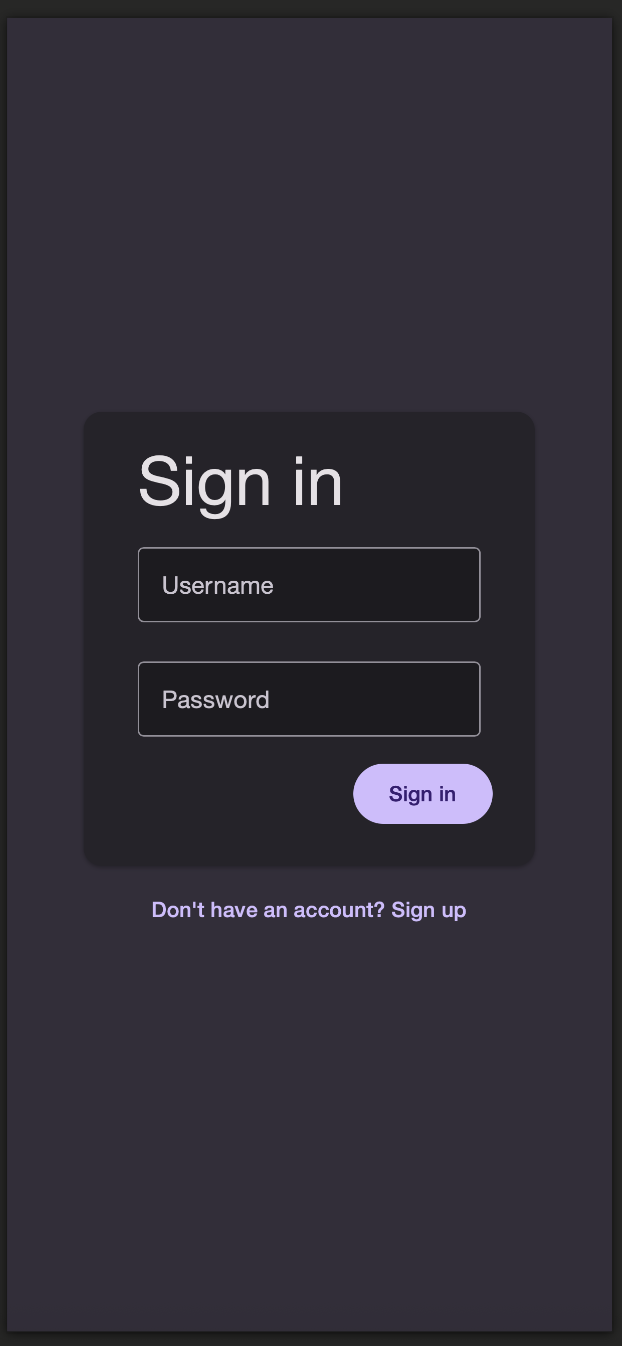 Sign in
Username
Password
Sign in
Don't have an account? Sign up